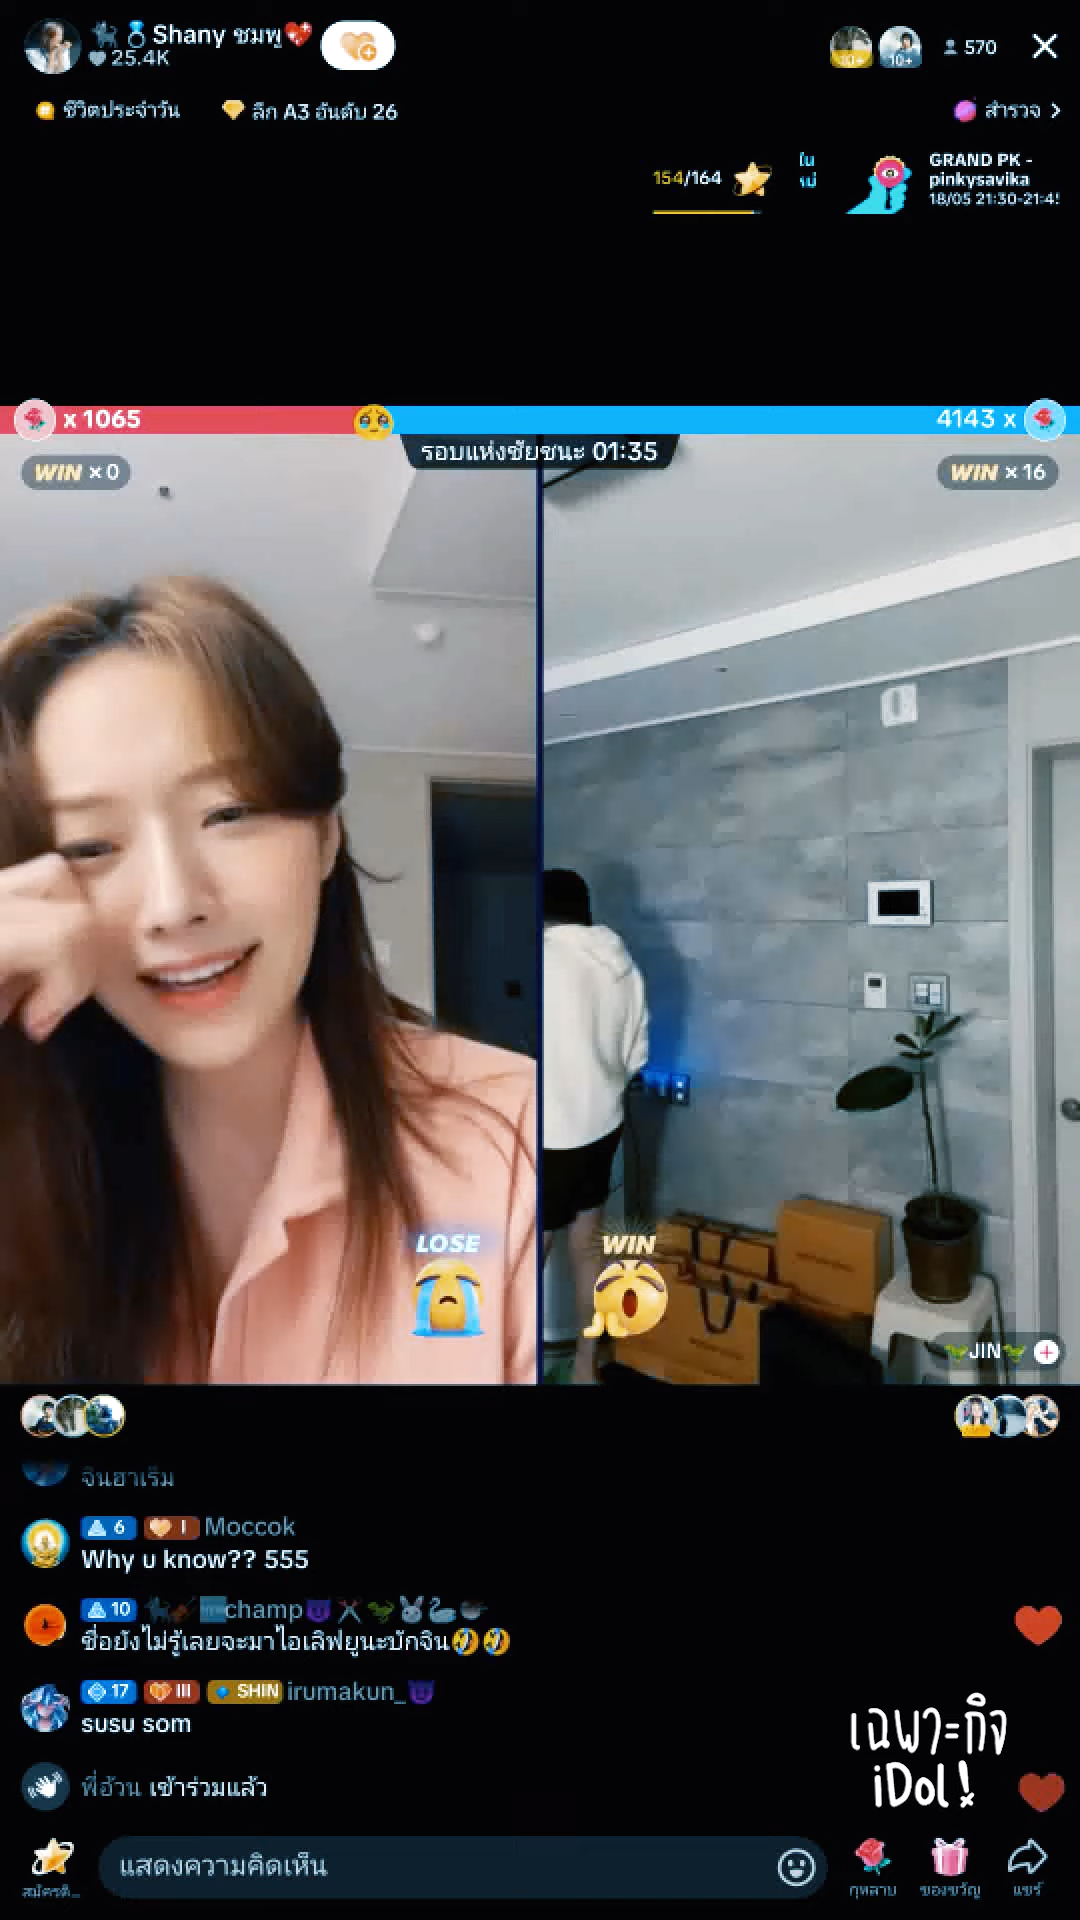 Shany ชมพู
25.4K
570
ชีวิตประจำวัน
ลีก A3 อันดับ 26
สำรวจ
154/164
GRAND PK -
pinkysavika
18/05 21:30-21:4
x 1065
4143 x
รอบแห่งชัยชนะ 01:35
WIN × 0
WIN × 16
LOSE
WIN
JIN
จินฮาเร็ม
6 I Moccok
Why u know?? 555
10 champ
ชื่อยังไม่รู้เลยจะมาไอเลิฟยูนะบักจิน
17 III SHIN irumakun_
susu som
เฉพาะกิจ
iDol!
พี่อ้วน เข้าร่วมแล้ว
แสดงความคิดเห็น
กุหลาบ
ของขวัญ
แชร์